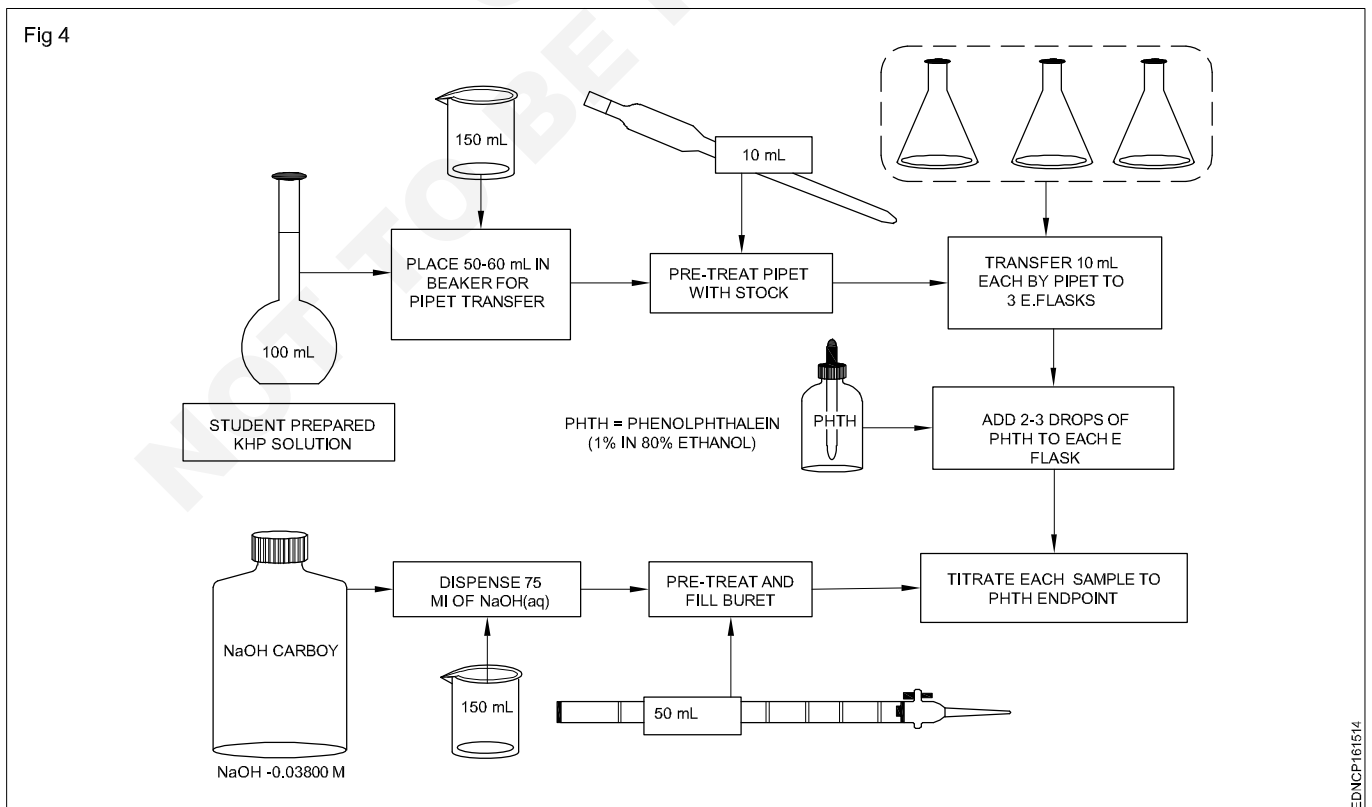 Fig 4
NOT TO BE
150 mL
10 mL
100 mL
STUDENT PREPARED
KHP SOLUTION
PLACE 50-60 mL IN
BEAKER FOR
PIPET TRANSFER
PRE-TREAT PIPET
WITH STOCK
TRANSFER 10 mL
EACH BY PIPET TO
3 E.FLASKS
PHTH = PHENOLPHTHALEIN
(1% IN 80% ETHANOL)
PHTH
ADD 2-3 DROPS OF
PHTH TO EACH E
FLASK
NaOH CARBOY
NaOH -0.03800 M
DISPENSE 75
MI OF NaOH(aq)
150 mL
PRE-TREAT AND
FILL BURET
50 mL
TITRATE EACH SAMPLE TO
PHTH ENDPOINT
EDNCP161514